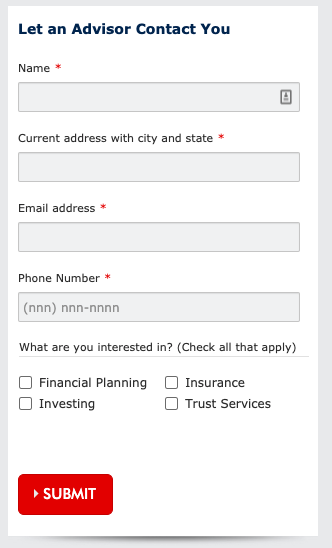 Let an Advisor Contact You
Name *
Current address with city and state *
Email address *
Phone Number *
(nnn) nnn-nnnn
What are you interested in? (Check all that apply)
Financial Planning Insurance
Investing Trust Services
SUBMIT